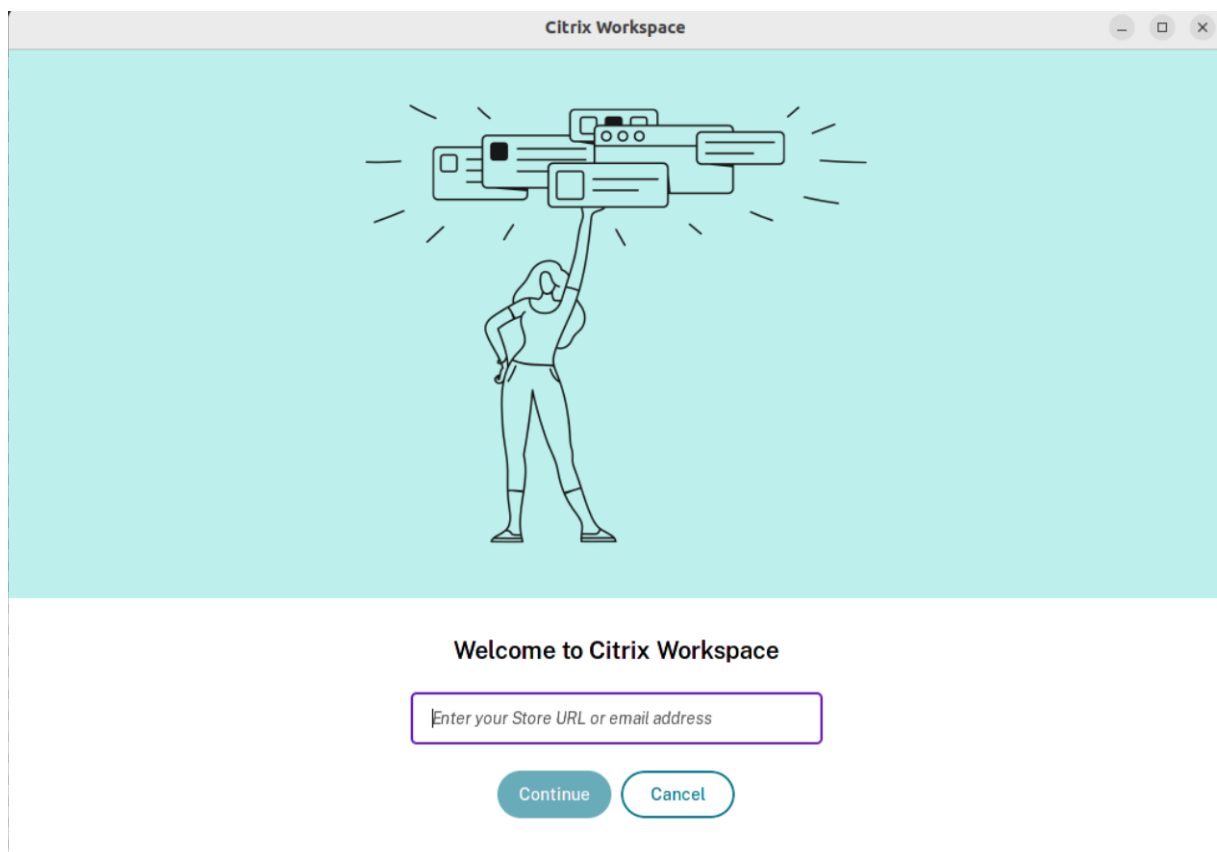 Citrix Workspace
Welcome to Citrix Workspace
Enter your Store URL or email address
Continue
Cancel